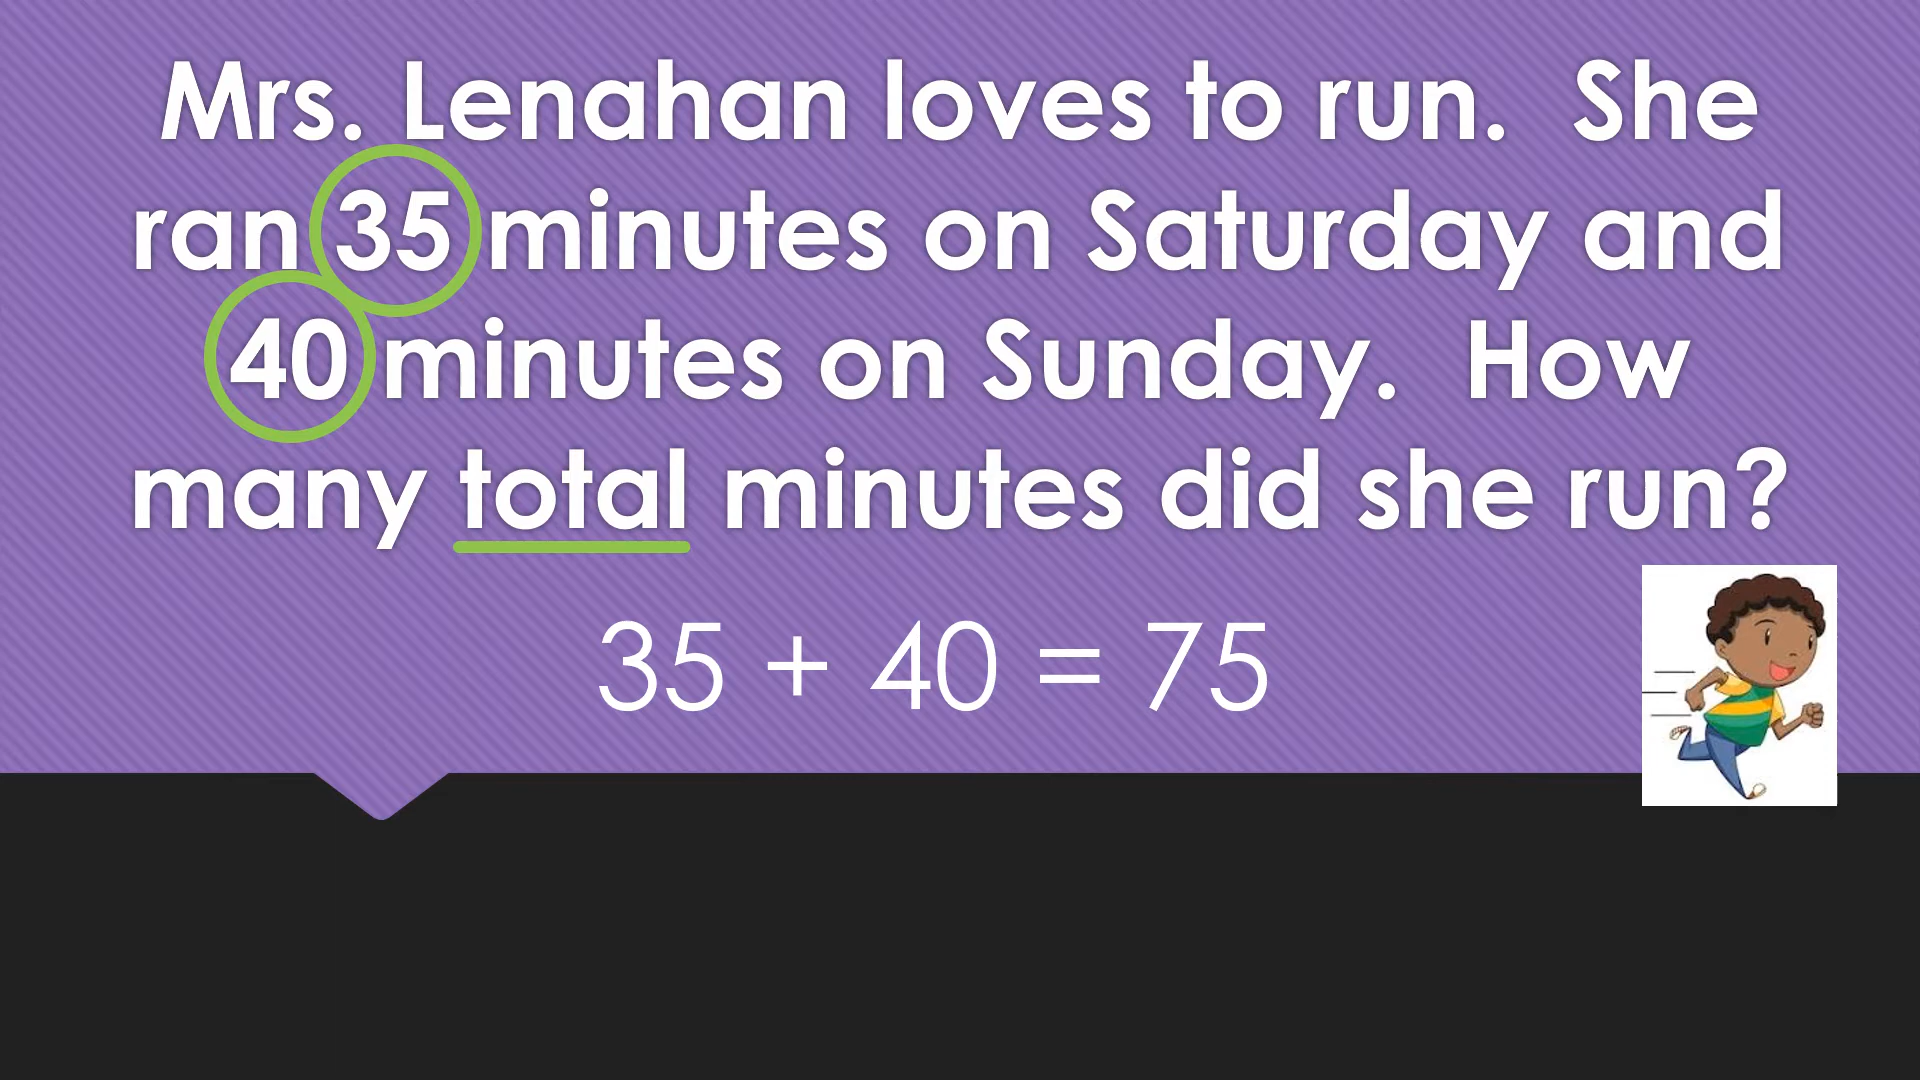 Mrs. Lenahan loves to run.  She
ran 35 minutes on Saturday and
40 minutes on Sunday.  How
many total minutes did she run?
35 + 40 = 75